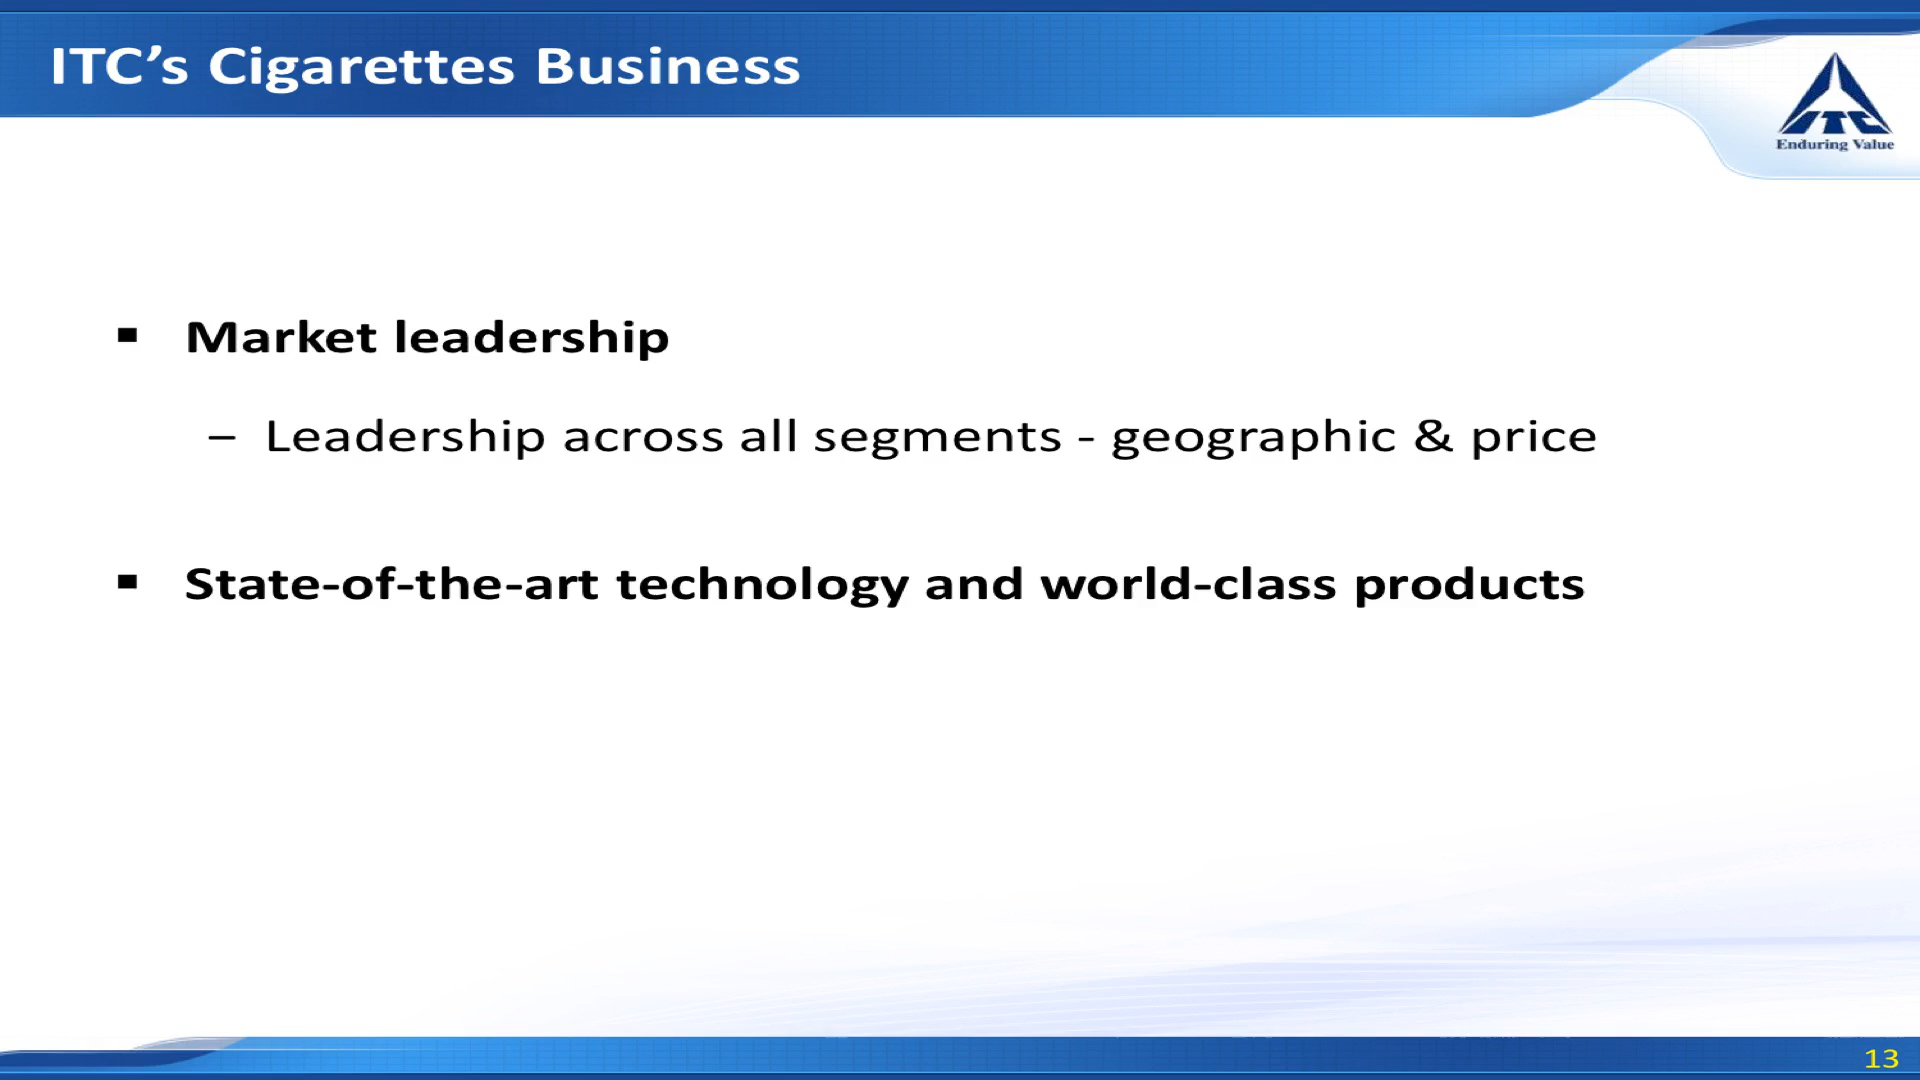 ITC’s Cigarettes Business
ITC
Enduring Value
▪ Market leadership
– Leadership across all segments - geographic & price
▪ State-of-the-art technology and world-class products
13